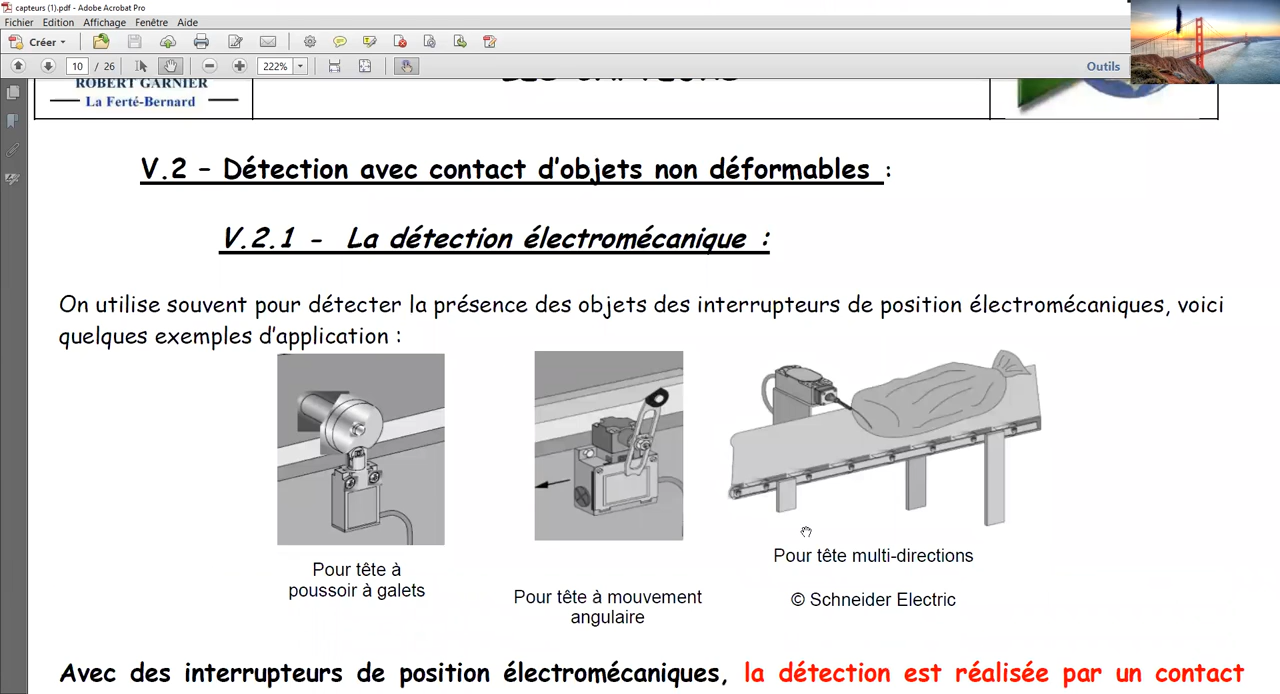 capteurs (1).pdf - Adobe Acrobat Pro
Fichier Edition Affichage Fenêtre Aide
Créer
10 / 26
222%
Outils
ROBERT GARNIER
La Ferté-Bernard
LES CAPTEURS
V.2 – Détection avec contact d'objets non déformables :
V.2.1 - La détection électromécanique :
On utilise souvent pour détecter la présence des objets des interrupteurs de position électromécaniques, voici
quelques exemples d'application :
Pour tête à
poussoir à galets
Pour tête à mouvement
angulaire
Pour tête multi-directions
© Schneider Electric
Avec des interrupteurs de position électromécaniques, la détection est réalisée par un contact